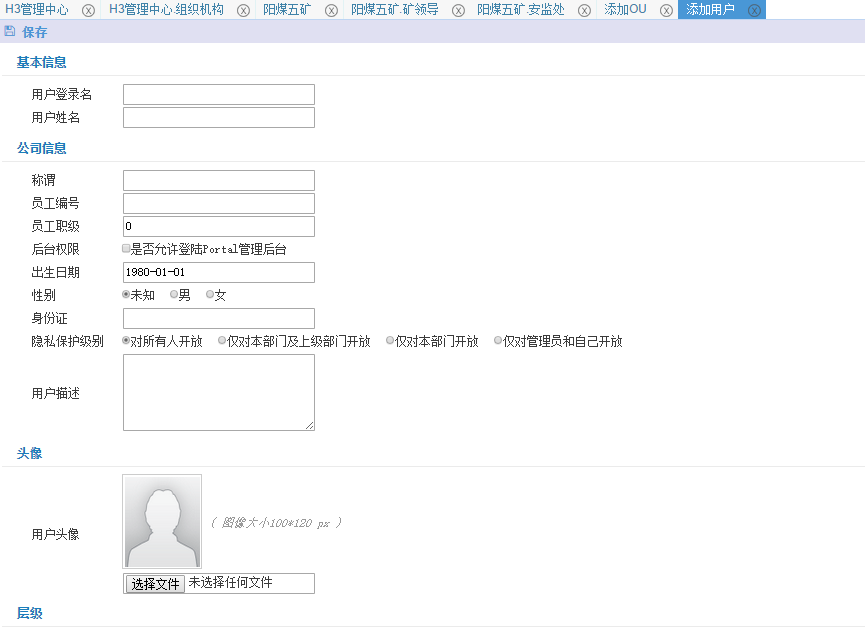 H3管理中心 H3管理中心.组织机构 阳煤五矿 阳煤五矿.矿领导 阳煤五矿.安监处 添加OU 添加用户
保存
基本信息
用户登录名
用户姓名
公司信息
称谓
员工编号
员工职级 0
后台权限 是否允许登陆Portal管理后台
出生日期 1980-01-01
性别 未知 男 女
身份证
隐私保护级别 对所有人开放 仅对本部门及上级部门开放 仅对本部门开放 仅对管理员和自己开放
用户描述
头像
用户头像 ( 图像大小100*120 px )
选择文件 未选择任何文件
层级